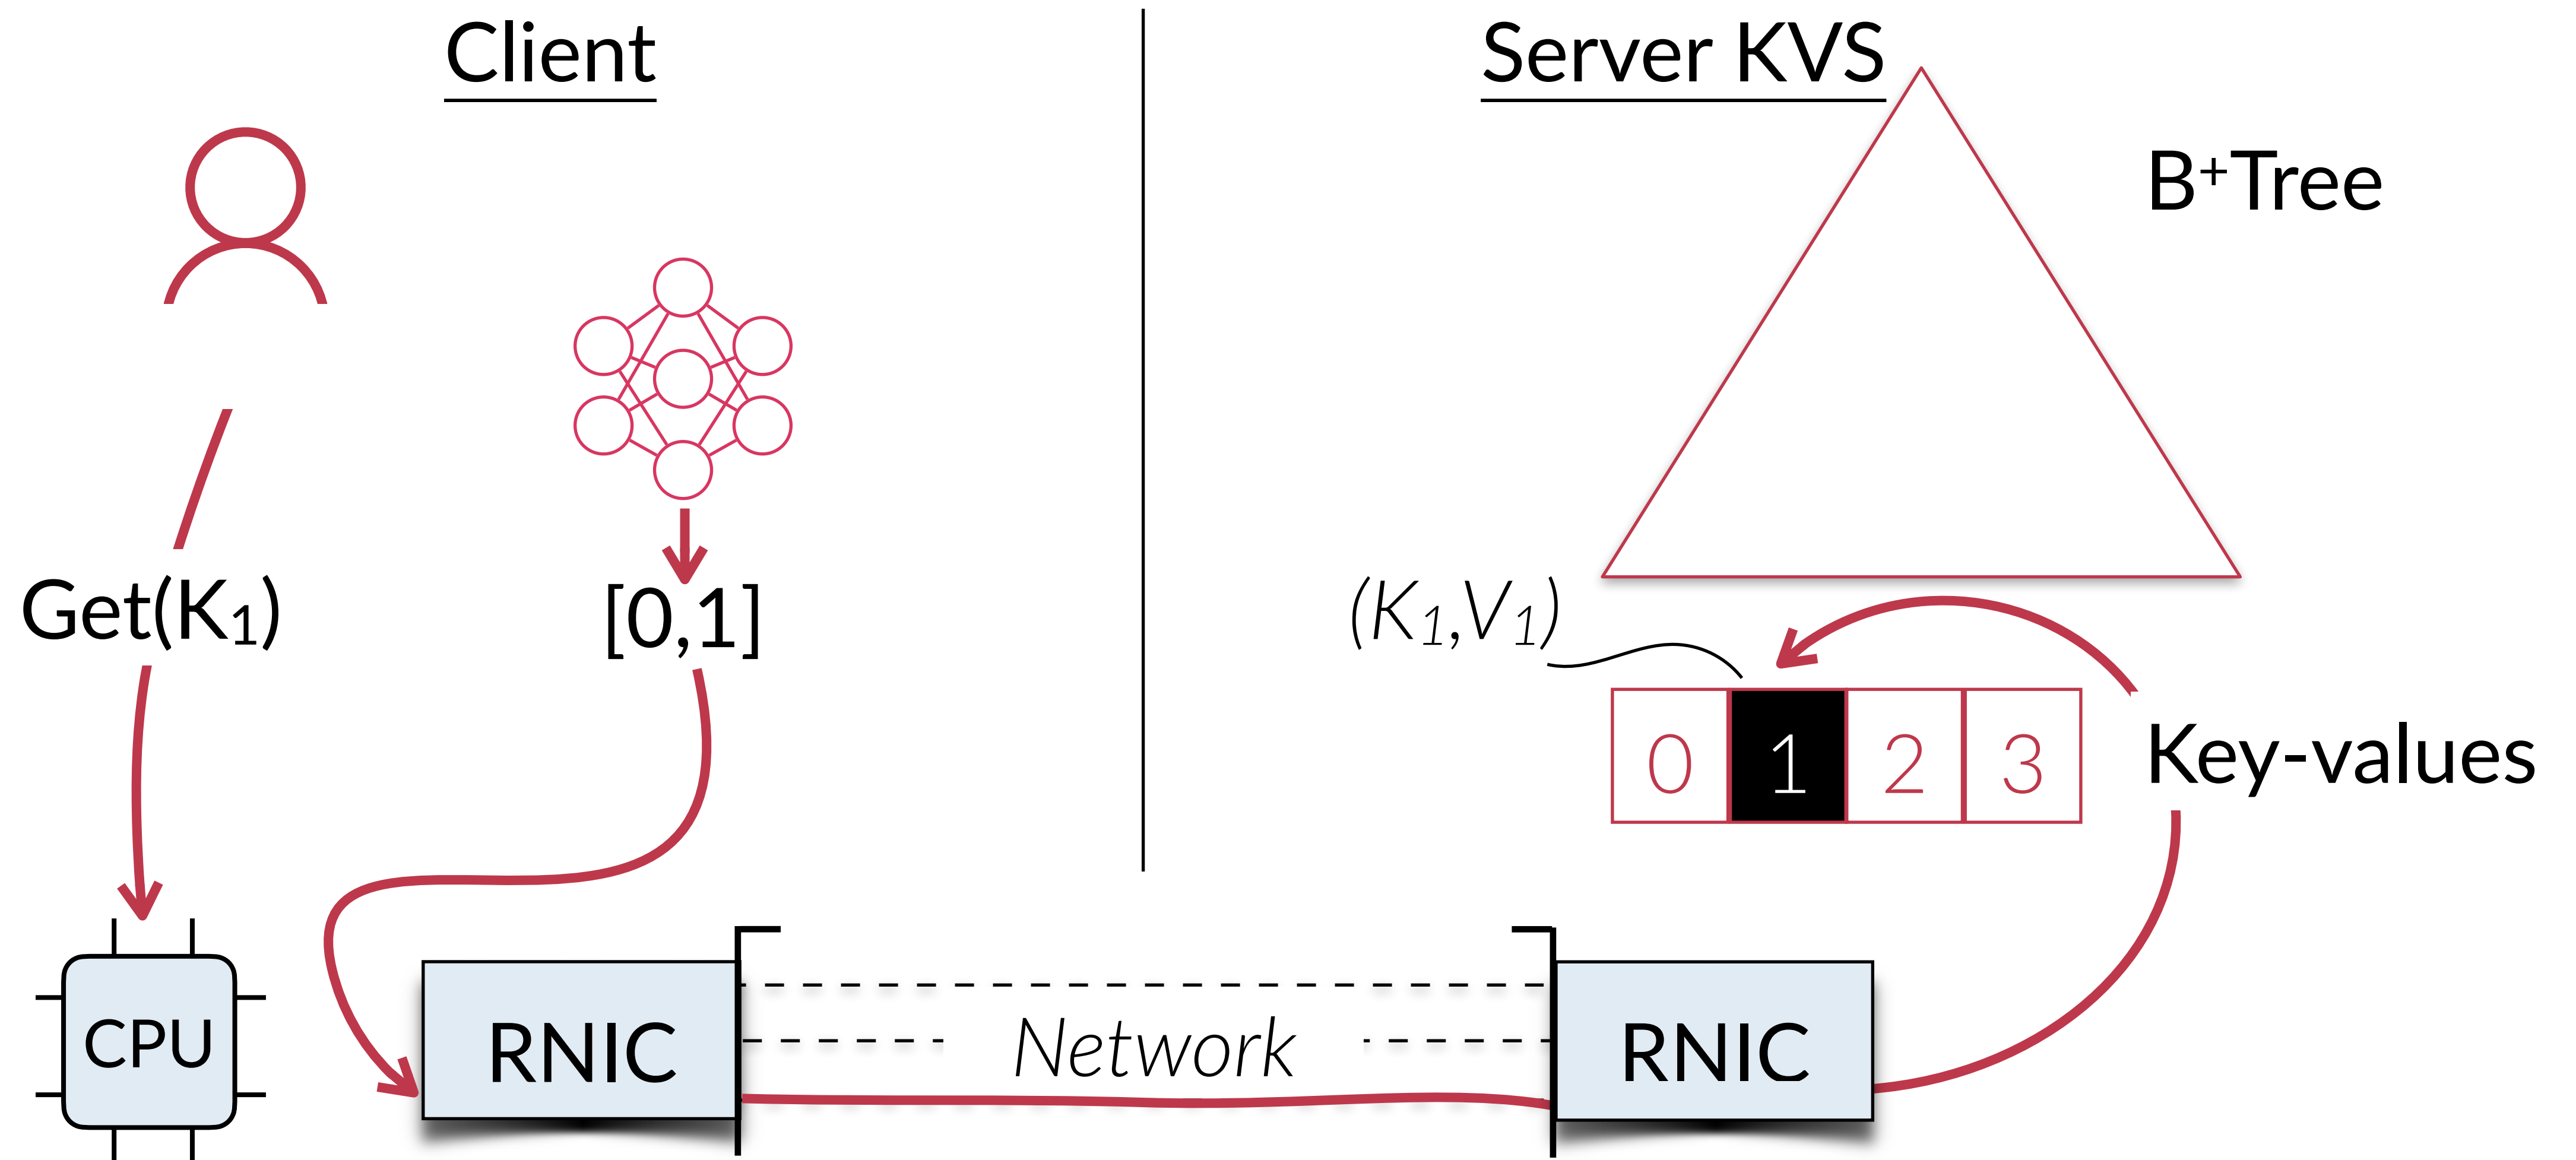 Client
Server KVS
B⁺Tree
Get(K₁)
[0,1]
(K₁,V₁)
0 1 2 3
Key-values
CPU
RNIC
Network
RNIC